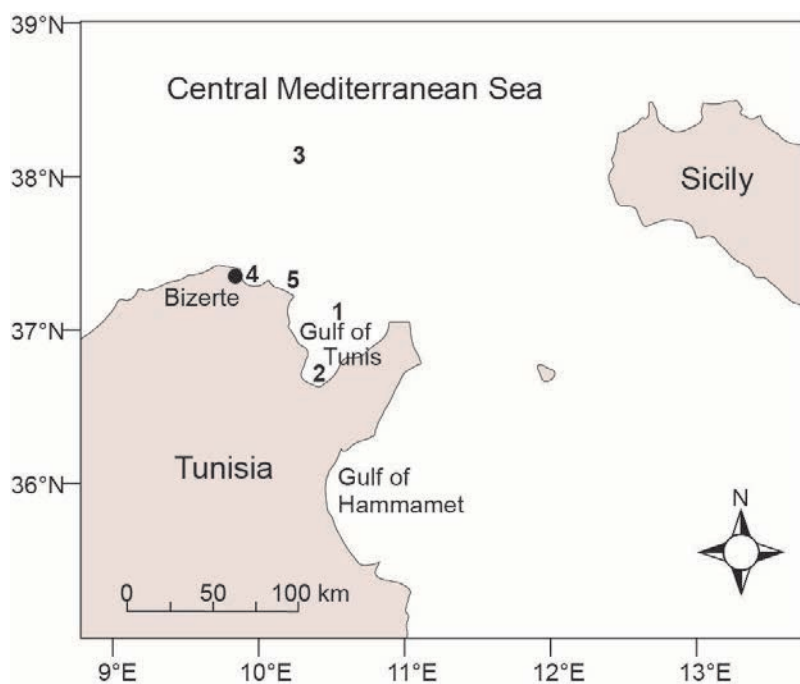 39°N
Central Mediterranean Sea
3
38°N
Sicily
4
5
Bizerte
1
37°N
Gulf of
Tunis
2
Tunisia
Gulf of
Hammamet
36°N
N
0 50 100 km
9°E 10°E 11°E 12°E 13°E